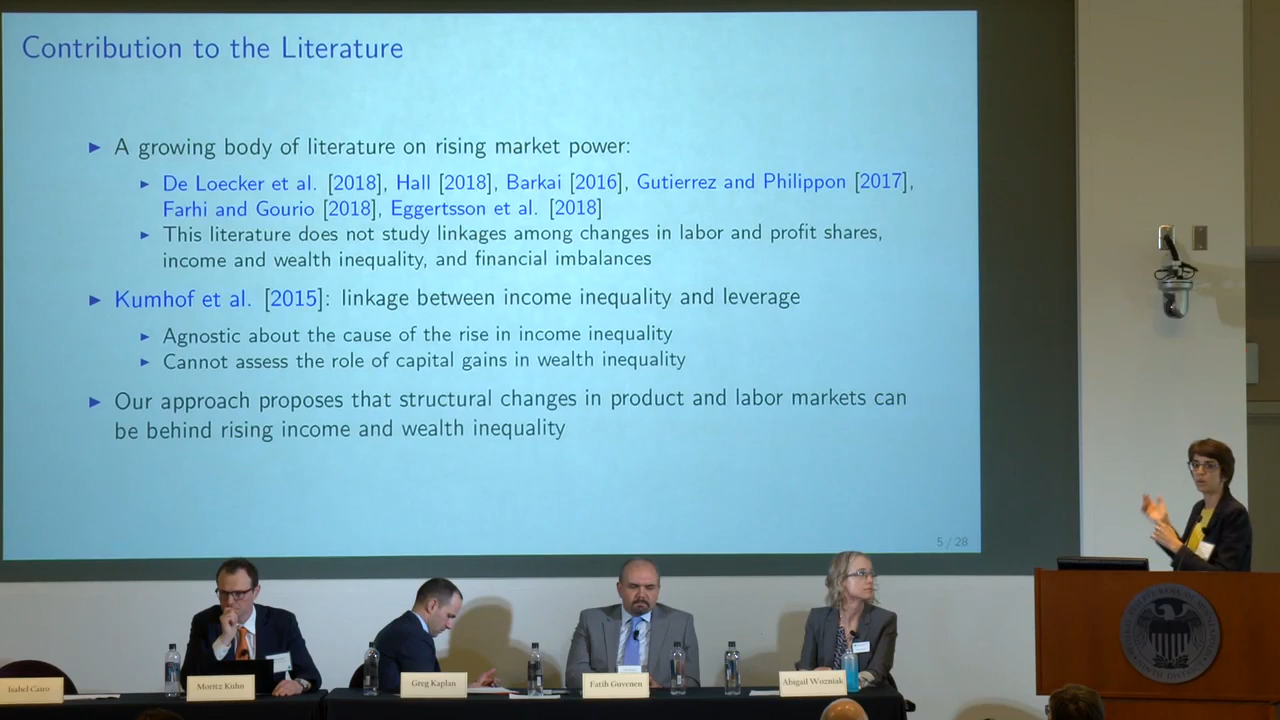 Contribution to the Literature
► A growing body of literature on rising market power:
► De Loecker et al. [2018], Hall [2018], Barkai [2016], Gutierrez and Philippon [2017],
Farhi and Gourio [2018], Eggertsson et al. [2018]
► This literature does not study linkages among changes in labor and profit shares,
income and wealth inequality, and financial imbalances
► Kumhof et al. [2015]: linkage between income inequality and leverage
► Agnostic about the cause of the rise in income inequality
► Cannot assess the role of capital gains in wealth inequality
► Our approach proposes that structural changes in product and labor markets can
be behind rising income and wealth inequality
5 / 28
Isabel Cairo
Moritz Kuhn
Greg Kaplan
Fatih Guvenen
Abigail Wozniak